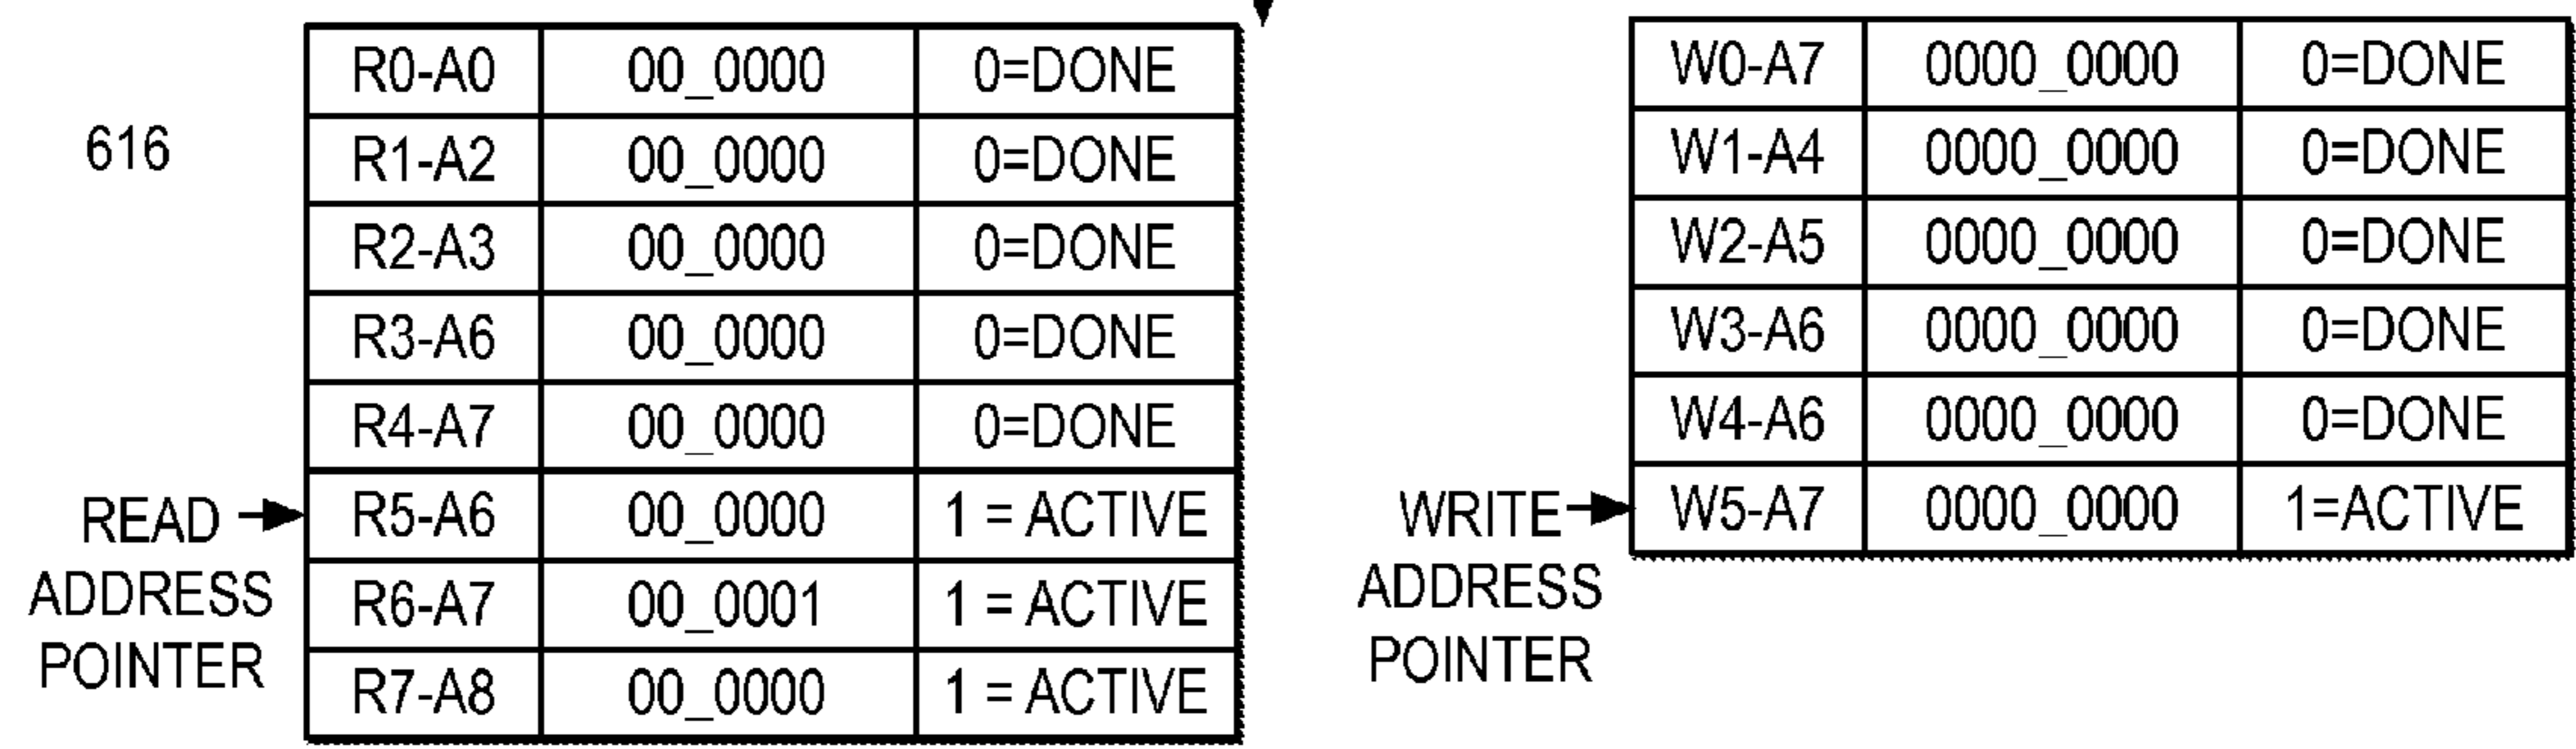 616
R0-A0 00_0000 0=DONE
R1-A2 00_0000 0=DONE
R2-A3 00_0000 0=DONE
R3-A6 00_0000 0=DONE
R4-A7 00_0000 0=DONE
R5-A6 00_0000 1 = ACTIVE
R6-A7 00_0001 1 = ACTIVE
R7-A8 00_0000 1 = ACTIVE
READ
ADDRESS
POINTER
W0-A7 0000_0000 0=DONE
W1-A4 0000_0000 0=DONE
W2-A5 0000_0000 0=DONE
W3-A6 0000_0000 0=DONE
W4-A6 0000_0000 0=DONE
W5-A7 0000_0000 1=ACTIVE
WRITE
ADDRESS
POINTER